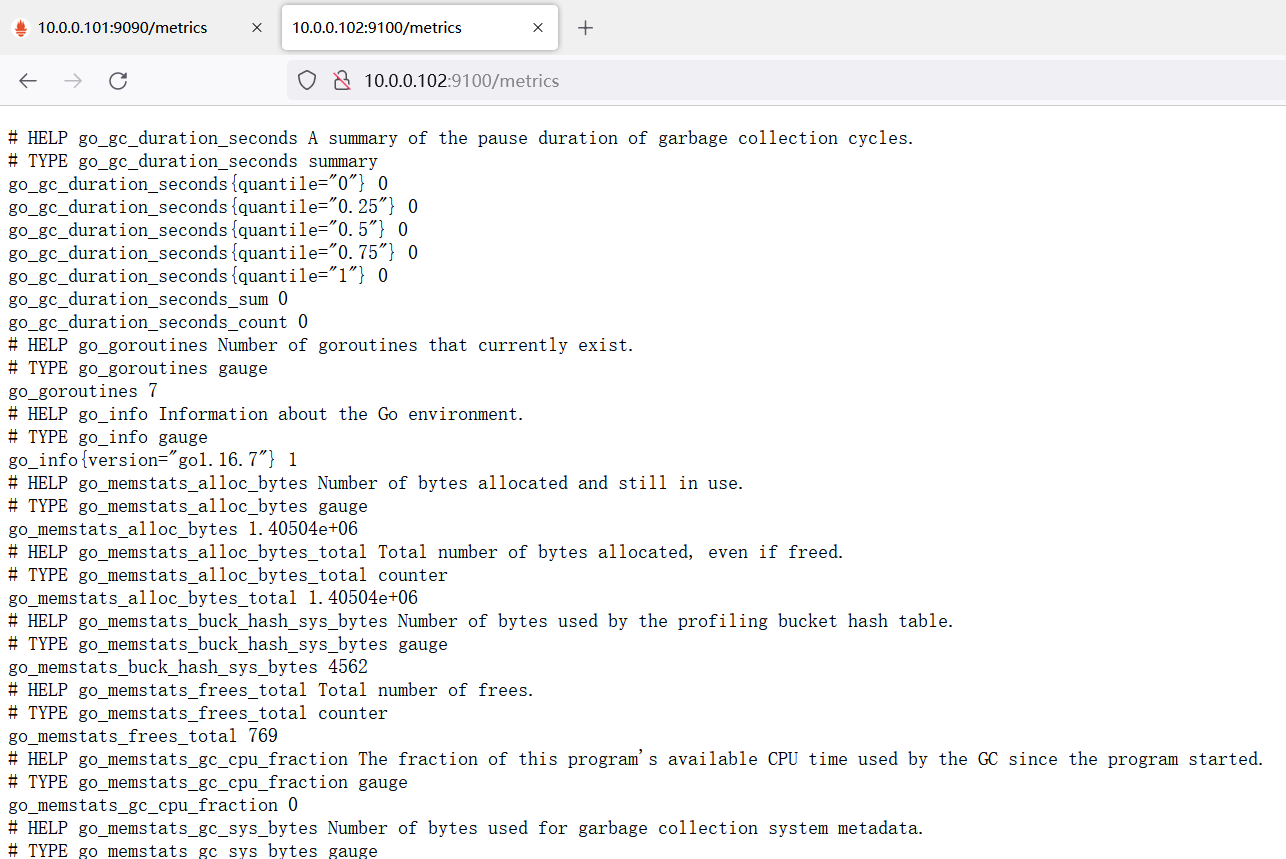 10.0.0.101:9090/metrics
10.0.0.102:9100/metrics
10.0.0.102:9100/metrics
# HELP go_gc_duration_seconds A summary of the pause duration of garbage collection cycles.
# TYPE go_gc_duration_seconds summary
go_gc_duration_seconds{quantile="0"} 0
go_gc_duration_seconds{quantile="0.25"} 0
go_gc_duration_seconds{quantile="0.5"} 0
go_gc_duration_seconds{quantile="0.75"} 0
go_gc_duration_seconds{quantile="1"} 0
go_gc_duration_seconds_sum 0
go_gc_duration_seconds_count 0
# HELP go_goroutines Number of goroutines that currently exist.
# TYPE go_goroutines gauge
go_goroutines 7
# HELP go_info Information about the Go environment.
# TYPE go_info gauge
go_info{version="go1.16.7"} 1
# HELP go_memstats_alloc_bytes Number of bytes allocated and still in use.
# TYPE go_memstats_alloc_bytes gauge
go_memstats_alloc_bytes 1.40504e+06
# HELP go_memstats_alloc_bytes_total Total number of bytes allocated, even if freed.
# TYPE go_memstats_alloc_bytes_total counter
go_memstats_alloc_bytes_total 1.40504e+06
# HELP go_memstats_buck_hash_sys_bytes Number of bytes used by the profiling bucket hash table.
# TYPE go_memstats_buck_hash_sys_bytes gauge
go_memstats_buck_hash_sys_bytes 4562
# HELP go_memstats_frees_total Total number of frees.
# TYPE go_memstats_frees_total counter
go_memstats_frees_total 769
# HELP go_memstats_gc_cpu_fraction The fraction of this program's available CPU time used by the GC since the program started.
# TYPE go_memstats_gc_cpu_fraction gauge
go_memstats_gc_cpu_fraction 0
# HELP go_memstats_gc_sys_bytes Number of bytes used for garbage collection system metadata.
# TYPE go_memstats_gc_sys_bytes gauge